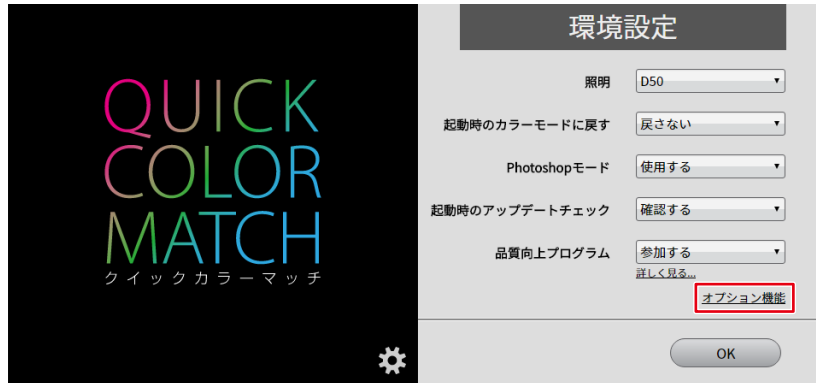 QUICK
COLOR
MATCH
クイックカラーマッチ
環境設定
照明 D50
起動時のカラーモードに戻す 戻さない
Photoshopモード 使用する
起動時のアップデートチェック 確認する
品質向上プログラム 参加する
詳しく見る...
オプション機能
OK